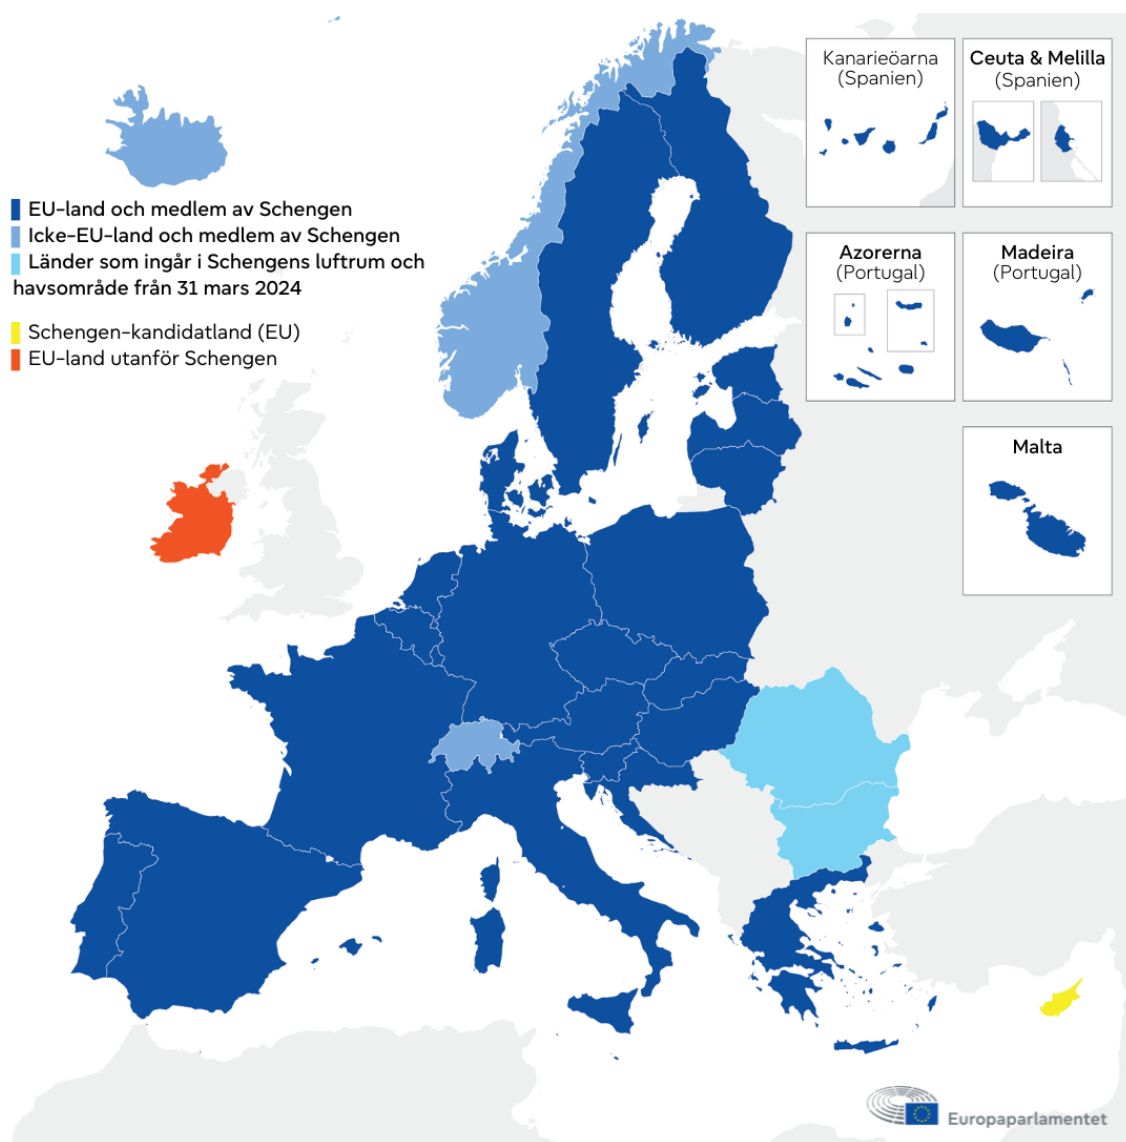 Kanarieöarna
(Spanien)
Ceuta & Melilla
(Spanien)
EU-land och medlem av Schengen
Icke-EU-land och medlem av Schengen
Länder som ingår i Schengens luftrum och
havsområde från 31 mars 2024
Schengen-kandidatland (EU)
EU-land utanför Schengen
Azorerna
(Portugal)
Madeira
(Portugal)
Malta
Europaparlamentet